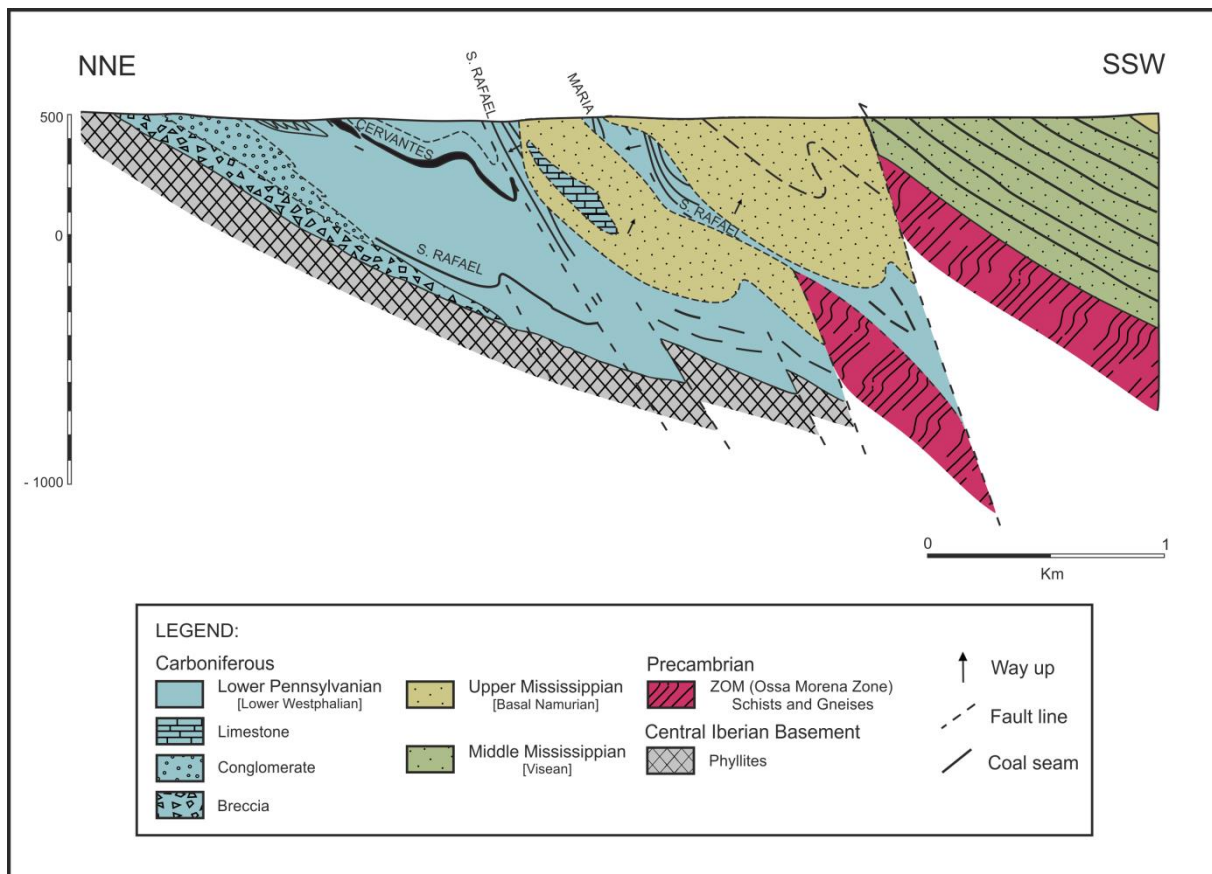 NNE
SSW
S. RAFAEL
MARIA
500
CERVANTES
S. RAFAEL
0
S. RAFAEL
- 1000
0
1
Km
LEGEND:
Carboniferous
Lower Pennsylvanian
[Lower Westphalian]
Limestone
Conglomerate
Breccia
Upper Mississippian
[Basal Namurian]
Middle Mississippian
[Visean]
Precambrian
ZOM (Ossa Morena Zone)
Schists and Gneises
Central Iberian Basement
Phyllites
Way up
Fault line
Coal seam